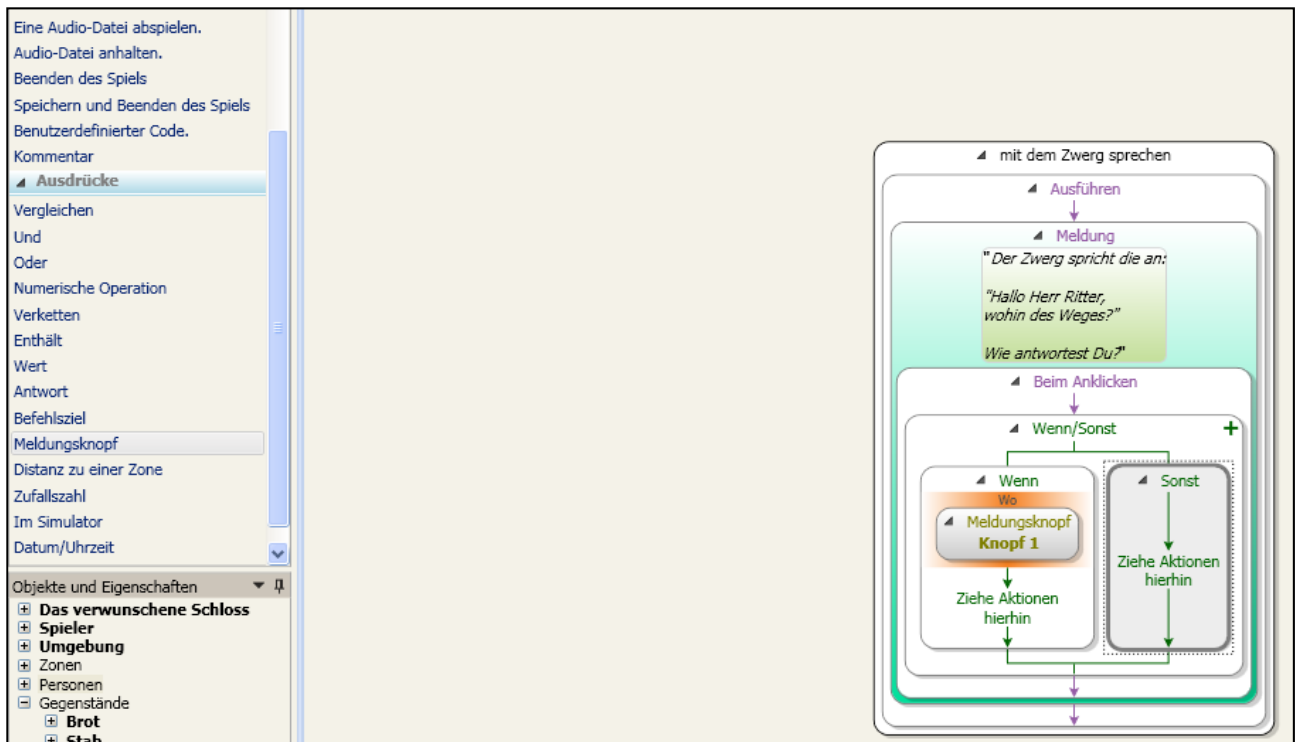 Eine Audio-Datei abspielen.
Audio-Datei anhalten.
Beenden des Spiels
Speichern und Beenden des Spiels
Benutzerdefinierter Code.
Kommentar
Ausdrücke
Vergleichen
Und
Oder
Numerische Operation
Verketten
Enthält
Wert
Antwort
Befehlsziel
Meldungsknopf
Distanz zu einer Zone
Zufallszahl
Im Simulator
Datum/Uhrzeit
Objekte und Eigenschaften
Das verwunschene Schloss
Spieler
Umgebung
Zonen
Personen
Gegenstände
Brot
Stab
mit dem Zwerg sprechen
Ausführen
Meldung
"Der Zwerg spricht die an:
"Hallo Herr Ritter,
wohin des Weges?"
Wie antwortest Du?"
Beim Anklicken
Wenn/Sonst
Wenn
Wo
Meldungsknopf
Knopf 1
Ziehe Aktionen
hierhin
Sonst
Ziehe Aktionen
hierhin